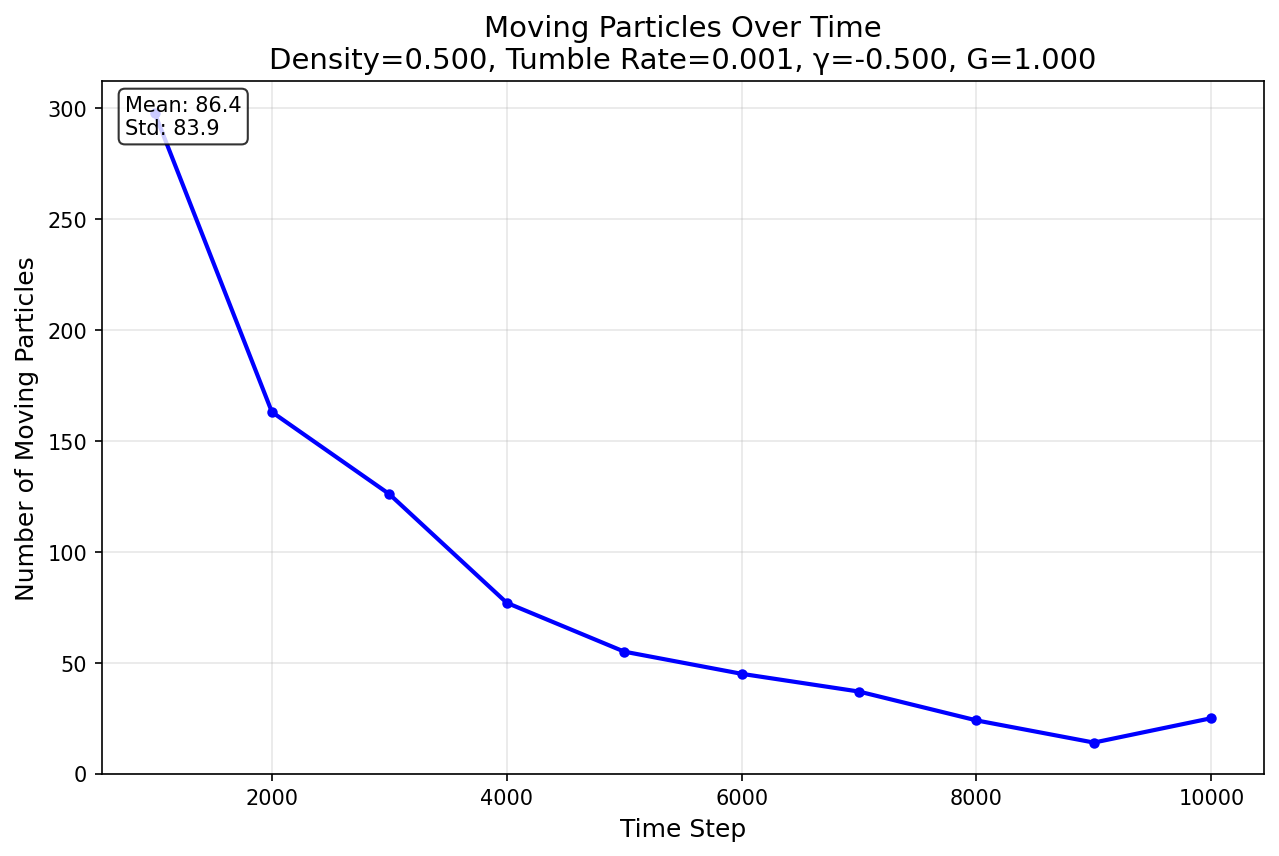 Moving Particles Over Time
Density=0.500, Tumble Rate=0.001, γ=-0.500, G=1.000
Mean: 86.4
Std: 83.9
Number of Moving Particles
300
250
200
150
100
50
0
2000 4000 6000 8000 10000
Time Step